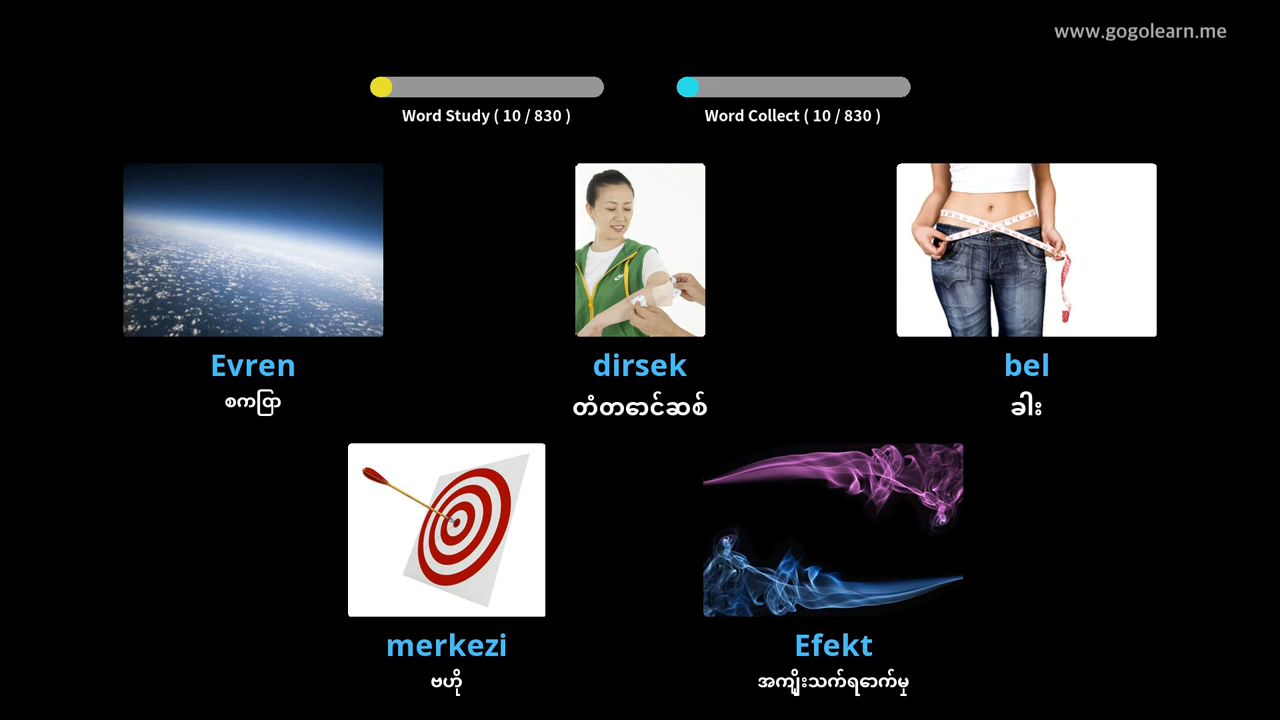 www.gogolearn.me
Word Study ( 10 / 830 )
Word Collect ( 10 / 830 )
Evren
dirsek
bel
စကြာ
တံတောင်ဆစ်
ခါး
merkezi
Efekt
ဗဟို
အကျိုးသက်ရောက်မှု